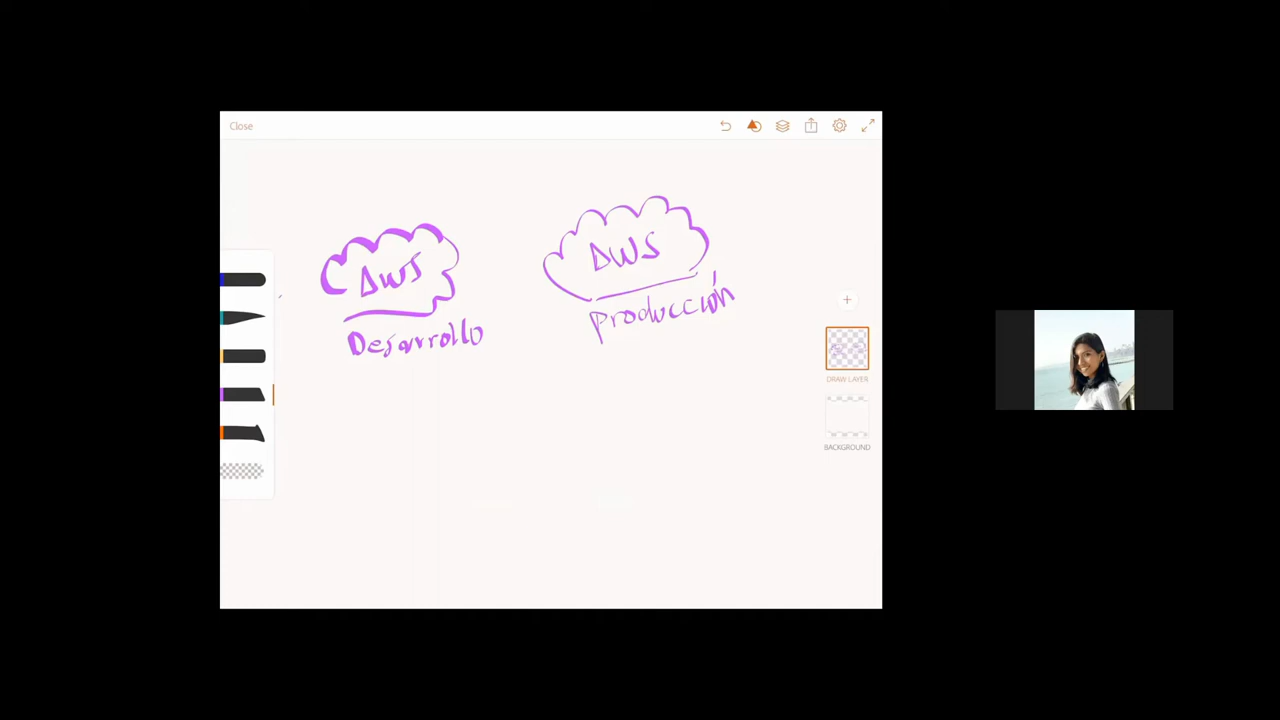 Close
AWS
Desarrollo
AWS
Producción
DRAW LAYER
BACKGROUND